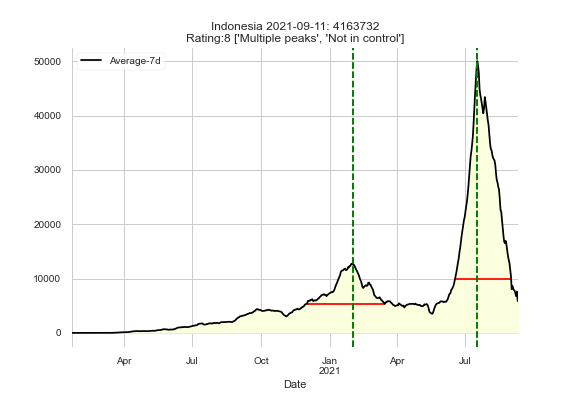 Indonesia 2021-09-11: 4163732
Rating:8 ['Multiple peaks', 'Not in control']
Average-7d
50000
40000
30000
20000
10000
0
Apr
Jul
Oct
Jan
2021
Apr
Jul
Date